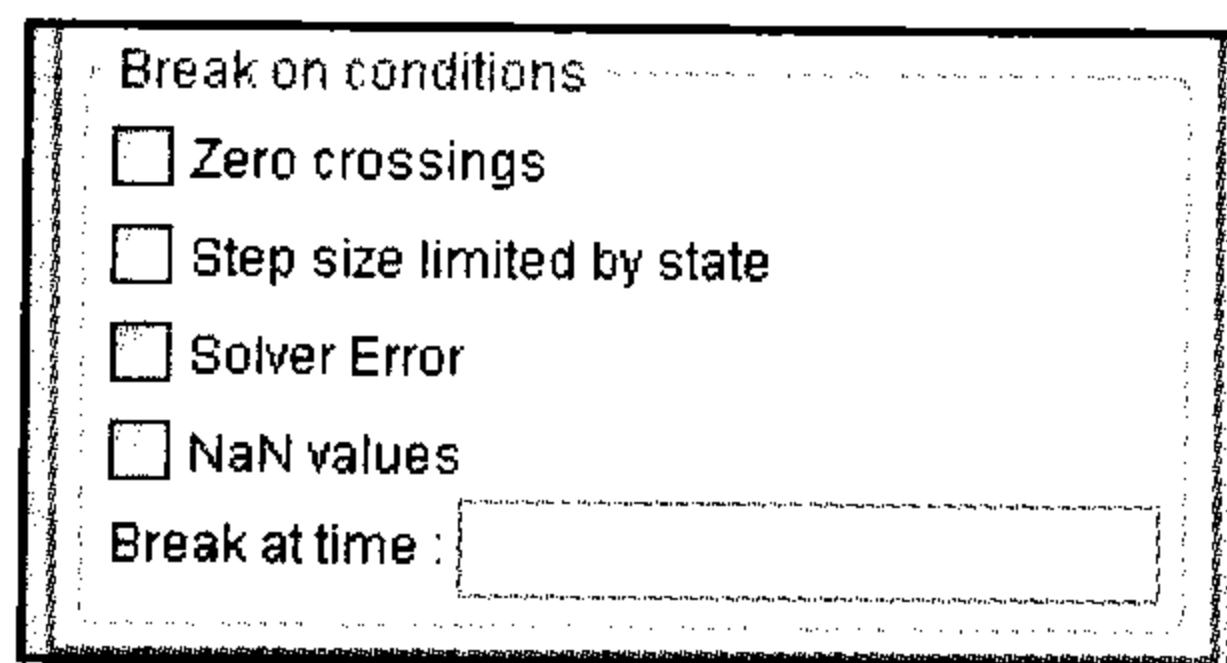 Break on conditions
Zero crossings
Step size limited by state
Solver Error
NaN values
Break at time :